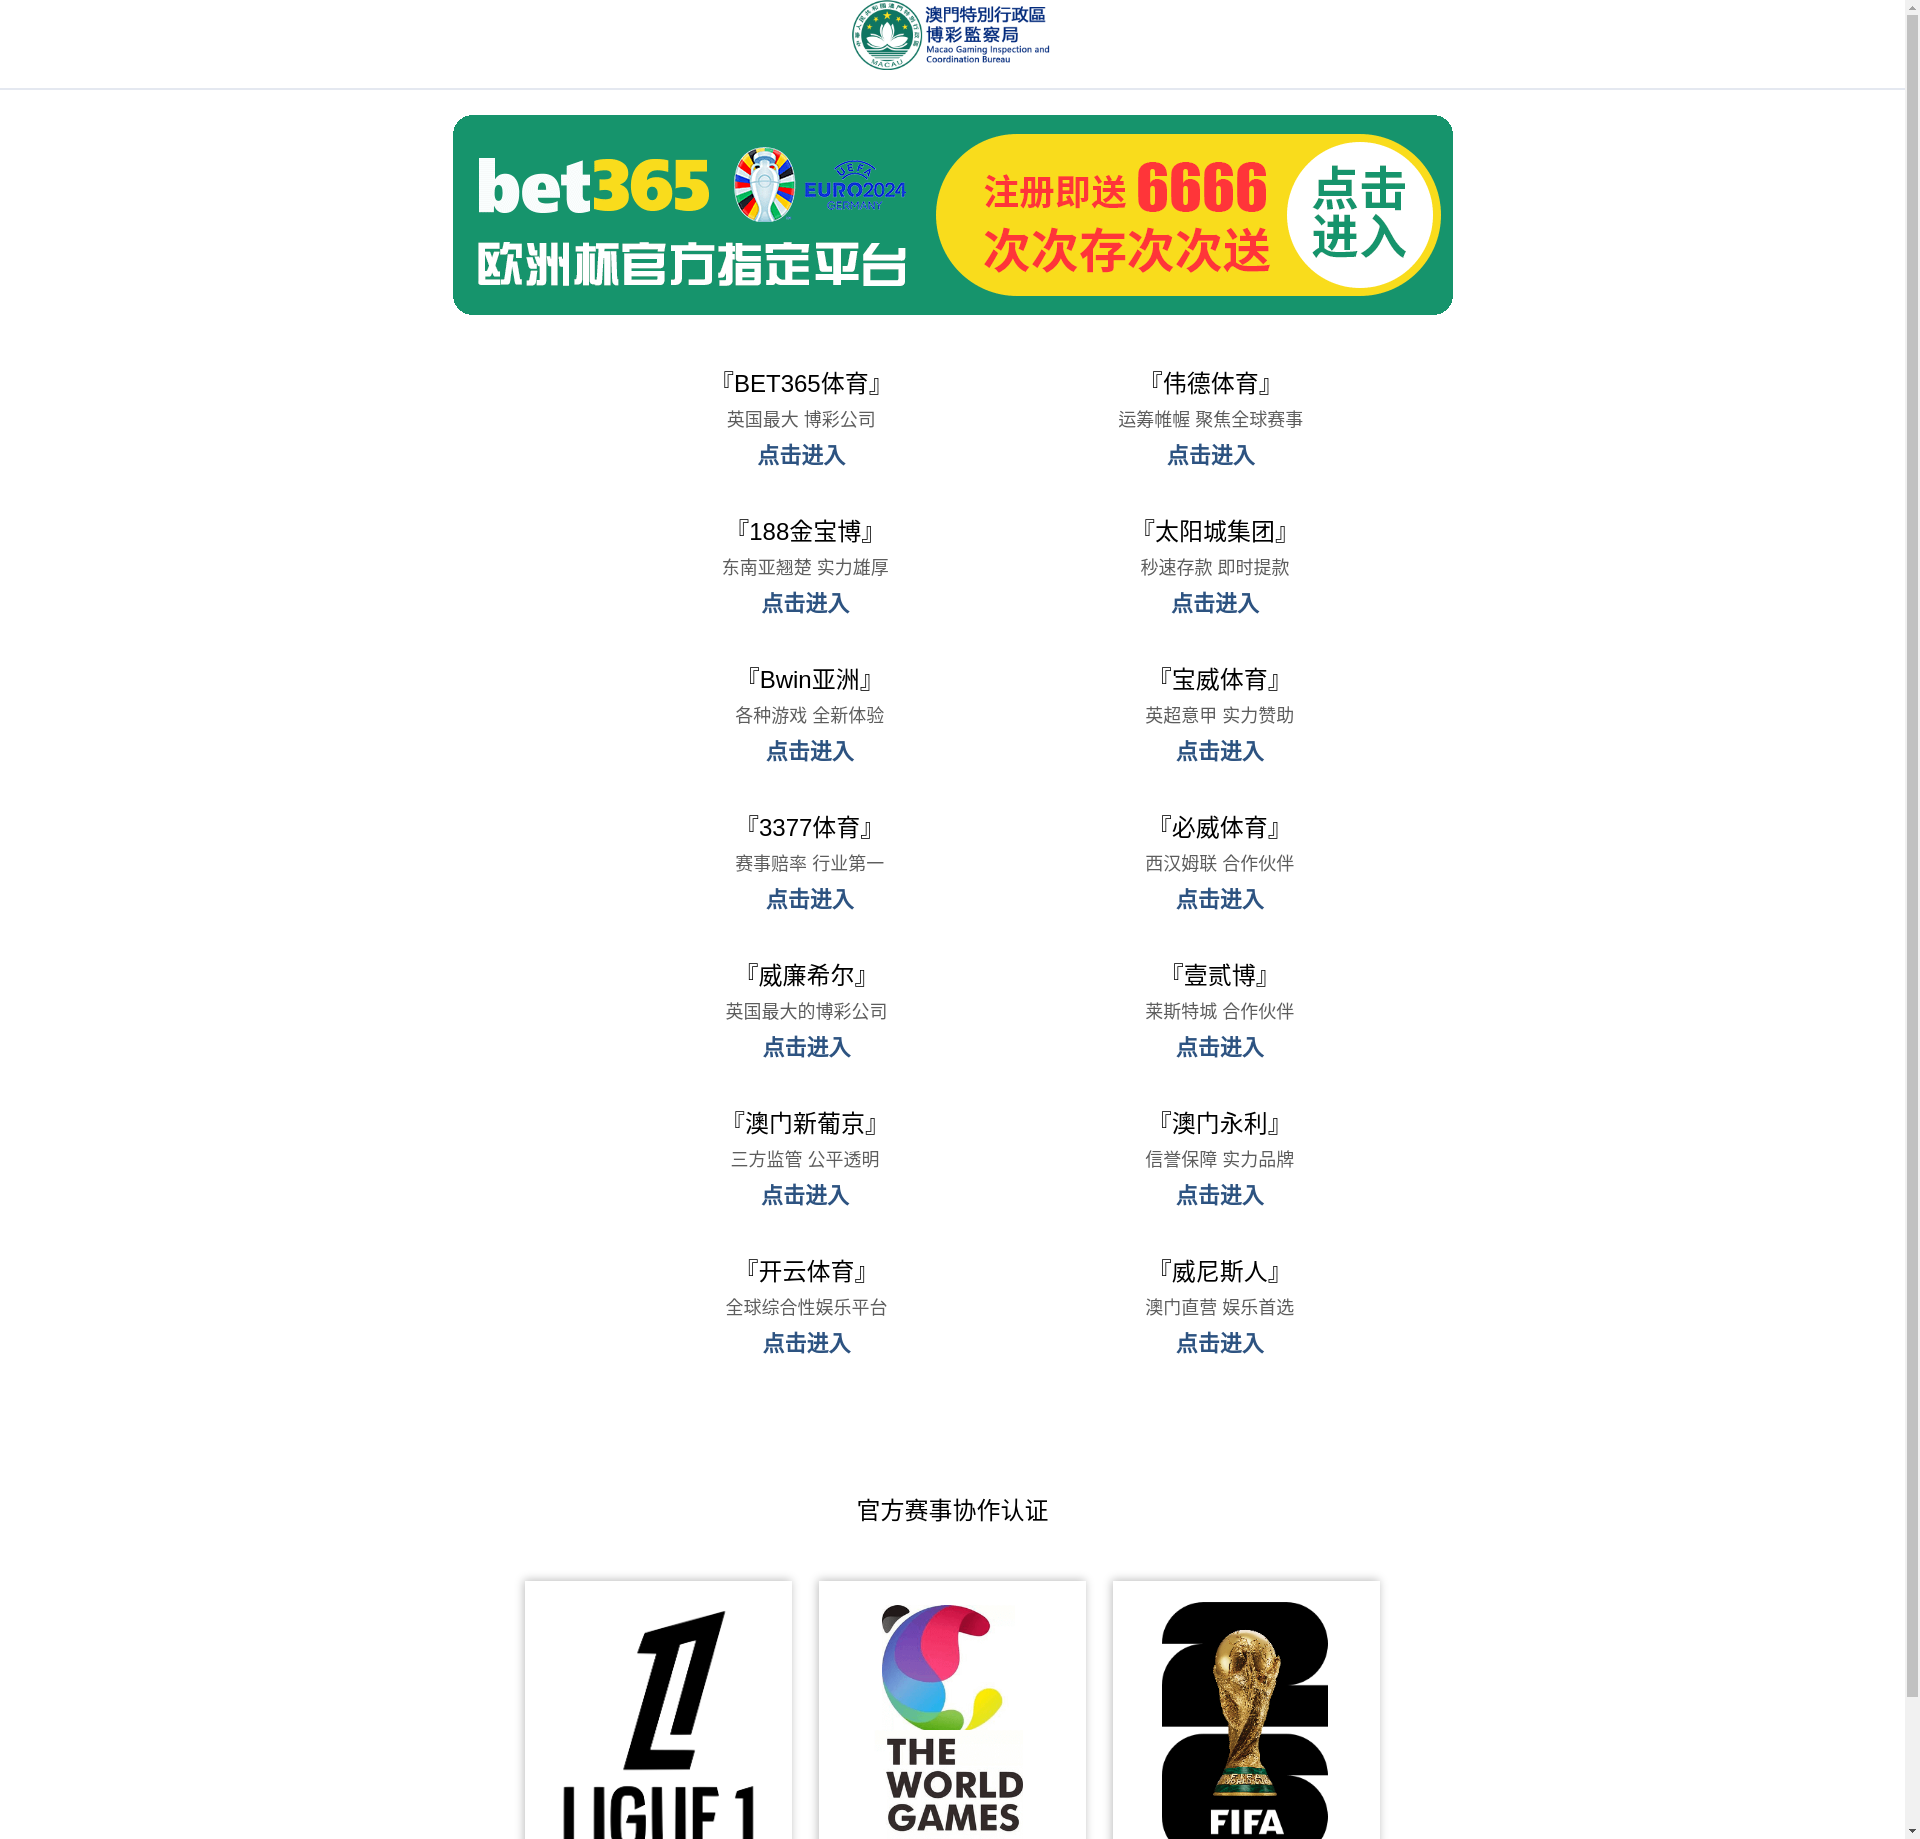 澳門特別行政區
博彩監察局
Macao Gaming Inspection and
Coordination Bureau
中華人民共和國澳門特別行政區
MACAU
bet365
UEFA
EURO2024
GERMANY
欧洲杯官方指定平台
注册即送 6666
次次存次次送
点击
进入
『BET365体育』
英国最大 博彩公司
点击进入
『伟德体育』
运筹帷幄 聚焦全球赛事
点击进入
『188金宝博』
东南亚翘楚 实力雄厚
点击进入
『太阳城集团』
秒速存款 即时提款
点击进入
『Bwin亚洲』
各种游戏 全新体验
点击进入
『宝威体育』
英超意甲 实力赞助
点击进入
『3377体育』
赛事赔率 行业第一
点击进入
『必威体育』
西汉姆联 合作伙伴
点击进入
『威廉希尔』
英国最大的博彩公司
点击进入
『壹贰博』
莱斯特城 合作伙伴
点击进入
『澳门新葡京』
三方监管 公平透明
点击进入
『澳门永利』
信誉保障 实力品牌
点击进入
『开云体育』
全球综合性娱乐平台
点击进入
『威尼斯人』
澳门直营 娱乐首选
点击进入
官方赛事协作认证
LIGUE 1
THE
WORLD
GAMES
26
FIFA